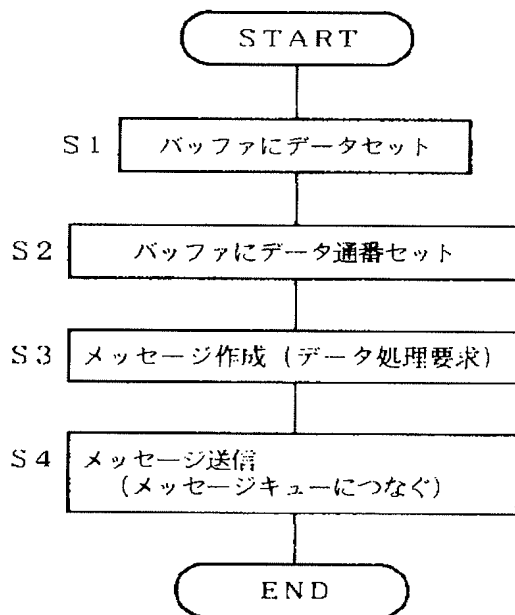 START
S1 バッファにデータセット
S2 バッファにデータ通番セット
S3 メッセージ作成(データ処理要求)
S4 メッセージ送信
(メッセージキューにつなぐ)
END